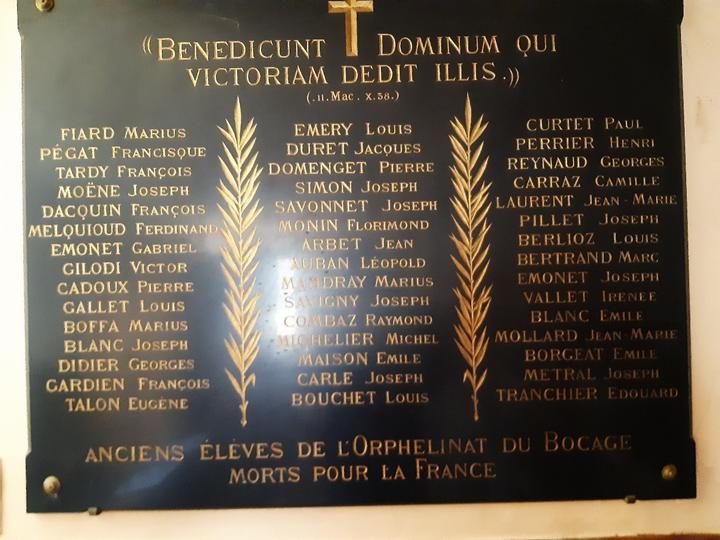 “BENEDICUNT DOMINUM QUI
VICTORIAM DEDIT ILLIS.”
(.II. Mac. X.38.)
FIARD MARIUS
PÉGAT FRANCISQUE
TARDY FRANÇOIS
MOËNE JOSEPH
DACQUIN FRANÇOIS
MELQUIOUD FERDINAND
EMONET GABRIEL
GILODI VICTOR
CADOUX PIERRE
GALLET LOUIS
BOFFA MARIUS
BLANC JOSEPH
DIDIER GEORGES
GARDIEN FRANÇOIS
TALON EUGÈNE
EMERY LOUIS
DURET JACQUES
DOMENGET PIERRE
SIMON JOSEPH
SAVONNET JOSEPH
MONIN FLORIMOND
ARBET JEAN
AUBAN LÉOPOLD
MAMDRAY MARIUS
SAVIGNY JOSEPH
COMBAZ RAYMOND
MICHELIER MICHEL
MAISON EMILE
CARLE JOSEPH
BOUCHET LOUIS
CURTET PAUL
PERRIER HENRI
REYNAUD GEORGES
CARRAZ CAMILLE
LAURENT JEAN-MARIE
PILLET JOSEPH
BERLIOZ LOUIS
BERTRAND MARC
EMONET JOSEPH
VALLET IRENÉE
BLANC EMILE
MOLLARD JEAN-MARIE
BORGEAT EMILE
METRAL JOSEPH
TRANCHIER EDOUARD
ANCIENS ÉLÈVES DE L'ORPHELINAT DU BOCAGE
MORTS POUR LA FRANCE